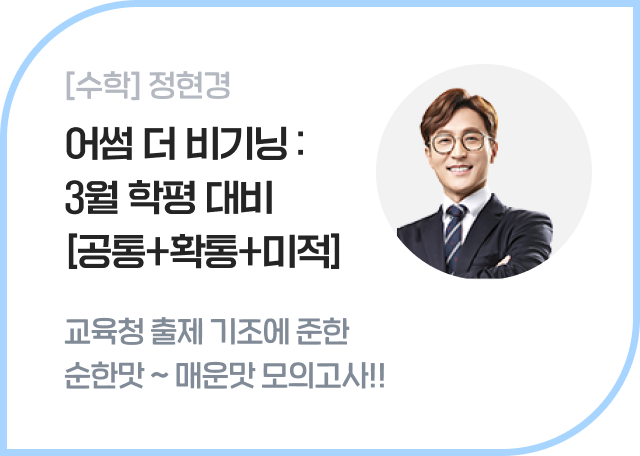 [수학] 정현경
어썸 더 비기닝 :
3월 학평 대비
[공통+확통+미적]
교육청 출제 기조에 준한
순한맛 ~ 매운맛 모의고사!!